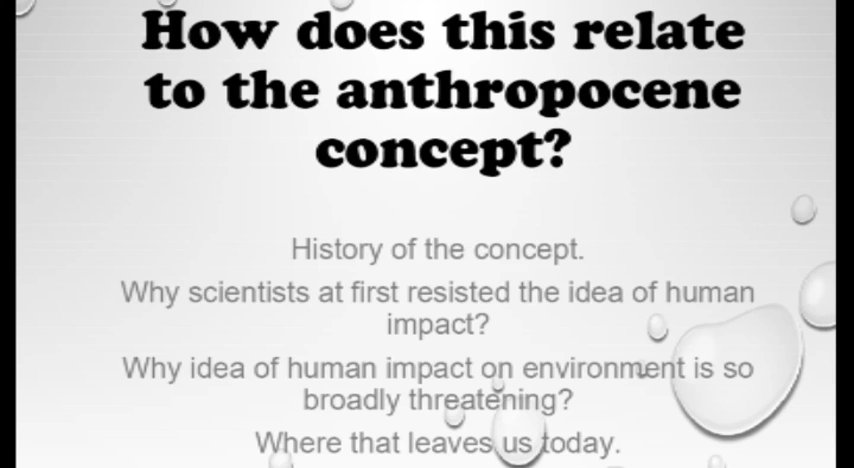 How does this relate
to the anthropocene
concept?
History of the concept.
Why scientists at first resisted the idea of human
impact?
Why idea of human impact on environment is so
broadly threatening?
Where that leaves us today.